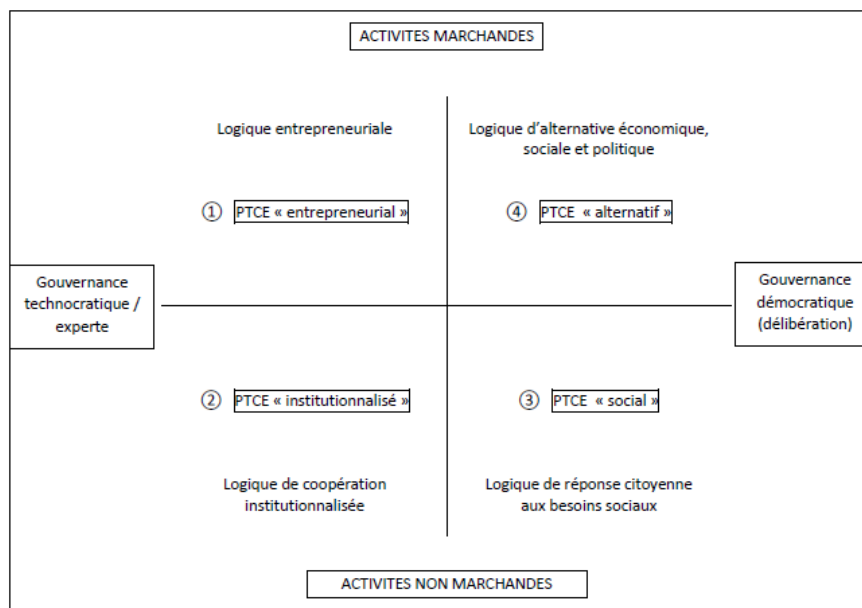 ACTIVITES MARCHANDES
Logique entrepreneuriale
Logique d'alternative économique,
sociale et politique
① PTCE « entrepreneurial »
④ PTCE « alternatif »
Gouvernance
technocratique /
experte
Gouvernance
démocratique
(délibération)
② PTCE « institutionnalisé »
③ PTCE « social »
Logique de coopération
institutionnalisée
Logique de réponse citoyenne
aux besoins sociaux
ACTIVITES NON MARCHANDES